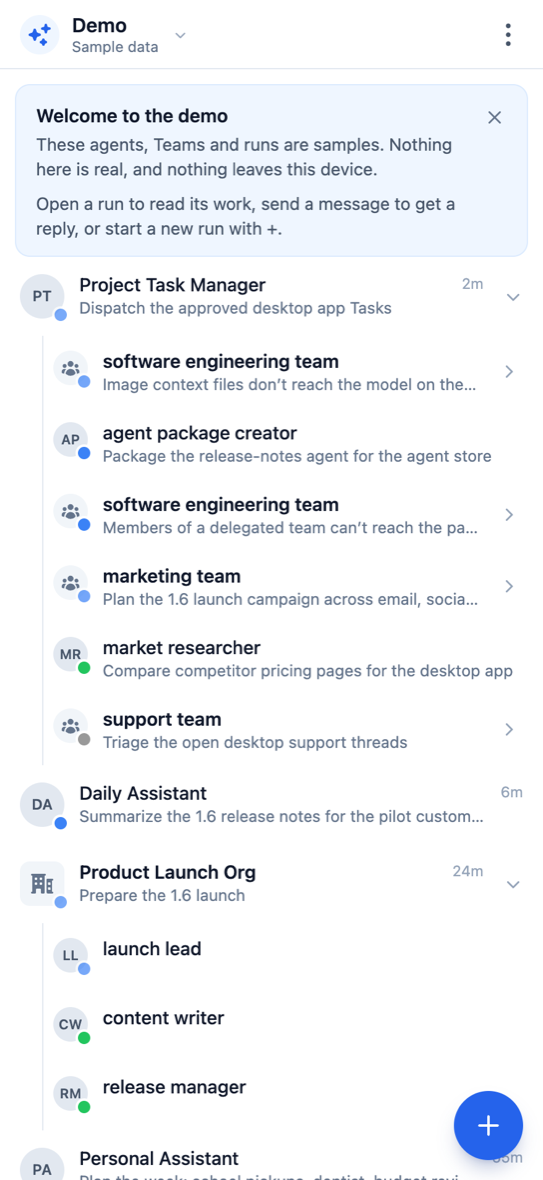 Demo
Sample data
Welcome to the demo
These agents, Teams and runs are samples. Nothing
here is real, and nothing leaves this device.
Open a run to read its work, send a message to get a
reply, or start a new run with +.
PT
Project Task Manager
2m
Dispatch the approved desktop app Tasks
software engineering team
Image context files don’t reach the model on the...
AP
agent package creator
Package the release-notes agent for the agent store
software engineering team
Members of a delegated team can’t reach the pa...
marketing team
Plan the 1.6 launch campaign across email, socia...
MR
market researcher
Compare competitor pricing pages for the desktop app
support team
Triage the open desktop support threads
DA
Daily Assistant
6m
Summarize the 1.6 release notes for the pilot custom...
Product Launch Org
24m
Prepare the 1.6 launch
LL
launch lead
CW
content writer
RM
release manager
PA
Personal Assistant